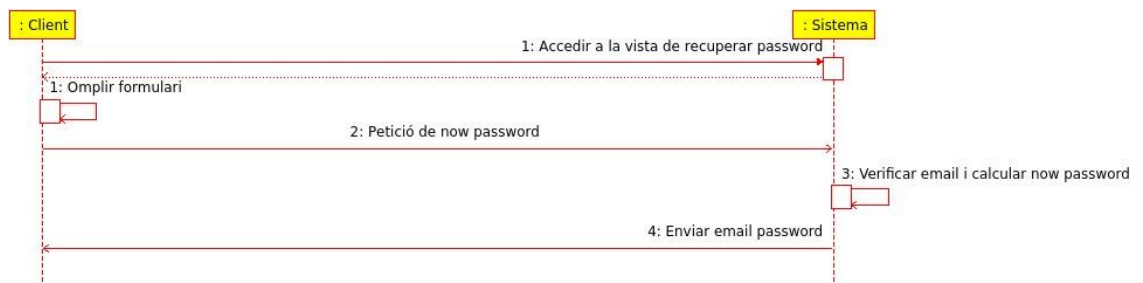 : Client
: Sistema
1: Accedir a la vista de recuperar password
1: Omplir formulari
2: Petició de now password
3: Verificar email i calcular now password
4: Enviar email password